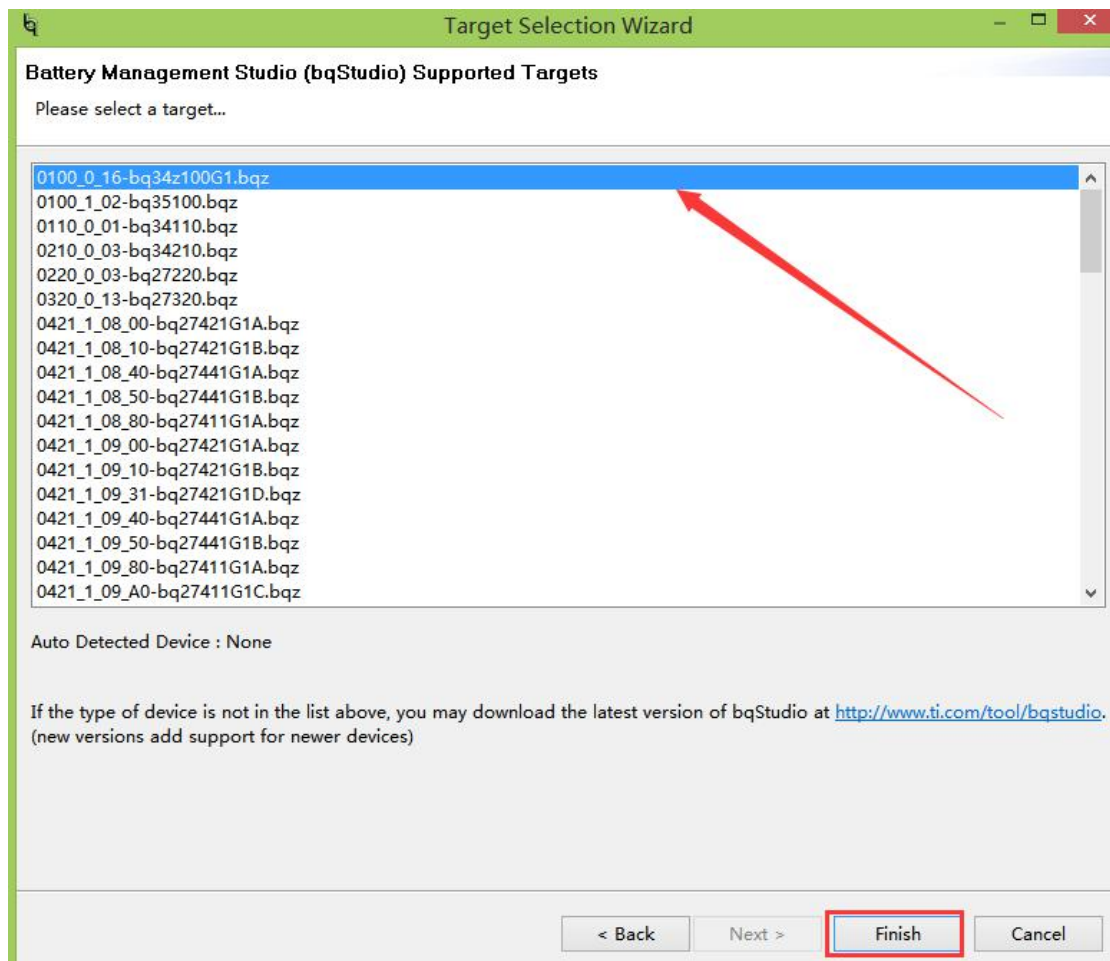 Target Selection Wizard
Battery Management Studio (bqStudio) Supported Targets
Please select a target...
0100_0_16-bq34z100G1.bqz
0100_1_02-bq35100.bqz
0110_0_01-bq34110.bqz
0210_0_03-bq34210.bqz
0220_0_03-bq27220.bqz
0320_0_13-bq27320.bqz
0421_1_08_00-bq27421G1A.bqz
0421_1_08_10-bq27421G1B.bqz
0421_1_08_40-bq27441G1A.bqz
0421_1_08_50-bq27441G1B.bqz
0421_1_08_80-bq27411G1A.bqz
0421_1_09_00-bq27421G1A.bqz
0421_1_09_10-bq27421G1B.bqz
0421_1_09_31-bq27421G1D.bqz
0421_1_09_40-bq27441G1A.bqz
0421_1_09_50-bq27441G1B.bqz
0421_1_09_80-bq27411G1A.bqz
0421_1_09_A0-bq27411G1C.bqz
Auto Detected Device : None
If the type of device is not in the list above, you may download the latest version of bqStudio at http://www.ti.com/tool/bqstudio.
(new versions add support for newer devices)
< Back
Next >
Finish
Cancel